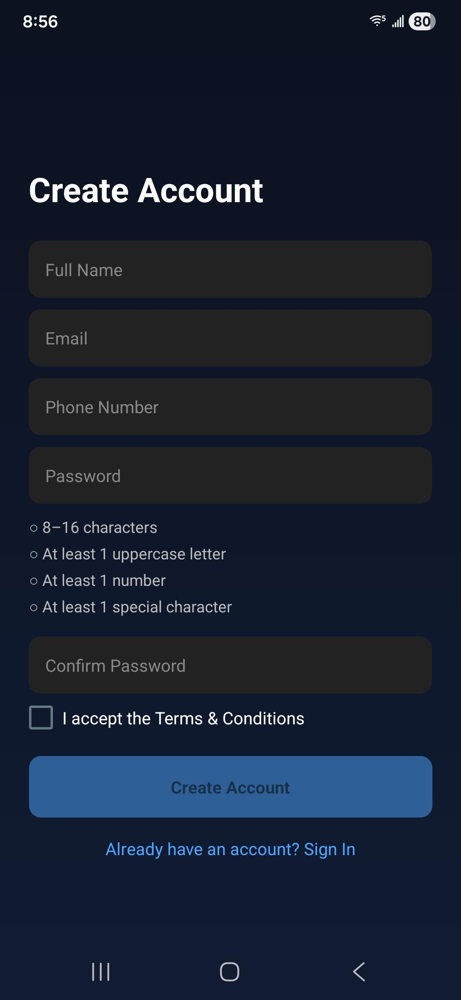 8:56
5
80
Create Account
Full Name
Email
Phone Number
Password
○ 8–16 characters
○ At least 1 uppercase letter
○ At least 1 number
○ At least 1 special character
Confirm Password
I accept the Terms & Conditions
Create Account
Already have an account? Sign In